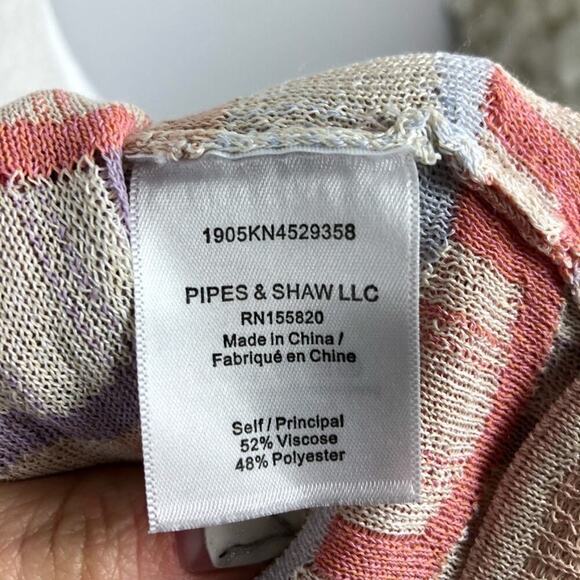 1905KN4529358
PIPES & SHAW LLC
RN155820
Made in China /
Fabriqué en Chine
Self / Principal
52% Viscose
48% Polyester